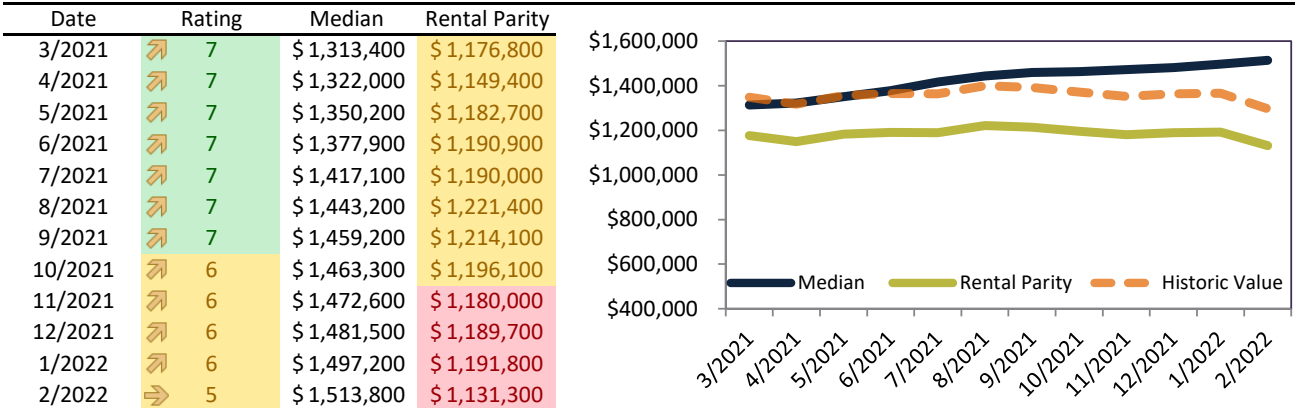 Date Rating Median Rental Parity
3/2021 7 $ 1,313,400 $ 1,176,800
4/2021 7 $ 1,322,000 $ 1,149,400
5/2021 7 $ 1,350,200 $ 1,182,700
6/2021 7 $ 1,377,900 $ 1,190,900
7/2021 7 $ 1,417,100 $ 1,190,000
8/2021 7 $ 1,443,200 $ 1,221,400
9/2021 7 $ 1,459,200 $ 1,214,100
10/2021 6 $ 1,463,300 $ 1,196,100
11/2021 6 $ 1,472,600 $ 1,180,000
12/2021 6 $ 1,481,500 $ 1,189,700
1/2022 6 $ 1,497,200 $ 1,191,800
2/2022 5 $ 1,513,800 $ 1,131,300
$1,600,000
$1,400,000
$1,200,000
$1,000,000
$800,000
$600,000
$400,000
Median Rental Parity Historic Value
3/2021 4/2021 5/2021 6/2021 7/2021 8/2021 9/2021 10/2021 11/2021 12/2021 1/2022 2/2022